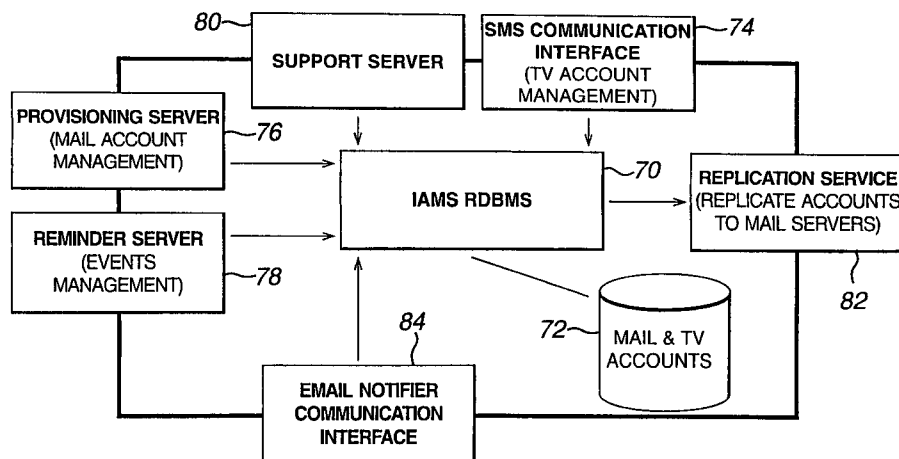 80
SUPPORT SERVER
SMS COMMUNICATION
INTERFACE
(TV ACCOUNT
MANAGEMENT)
74
PROVISIONING SERVER
(MAIL ACCOUNT
MANAGEMENT)
76
IAMS RDBMS
70
REPLICATION SERVICE
(REPLICATE ACCOUNTS
TO MAIL SERVERS)
82
REMINDER SERVER
(EVENTS
MANAGEMENT)
78
72
MAIL & TV
ACCOUNTS
84
EMAIL NOTIFIER
COMMUNICATION
INTERFACE